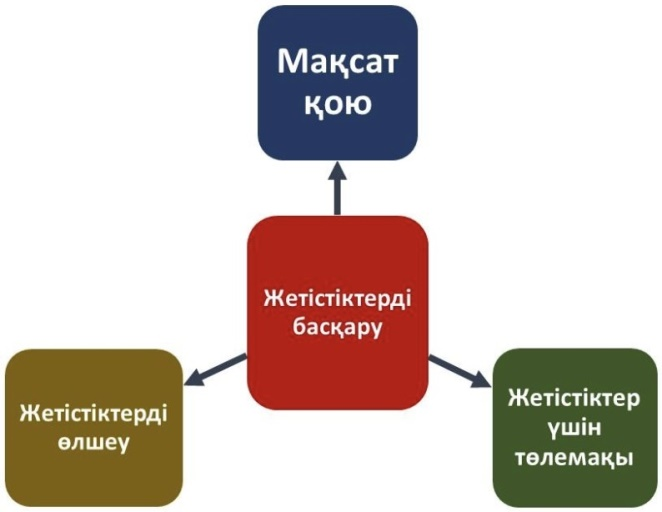 Мақсат
қою
Жетістіктерді
басқару
Жетістіктерді
өлшеу
Жетістіктер
үшін
төлемақы